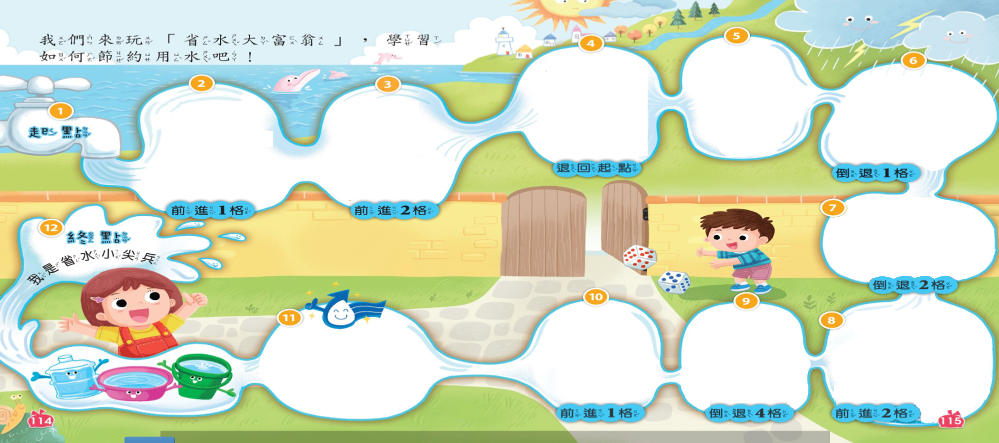 我們來玩「省水大富翁」，學習
如何節約用水吧！
1
起點
2
前進1格
3
前進2格
4
退回起點
5
6
倒退1格
7
倒退2格
8
前進2格
9
倒退4格
10
前進1格
11
12
終點
我是省水小尖兵
114
115